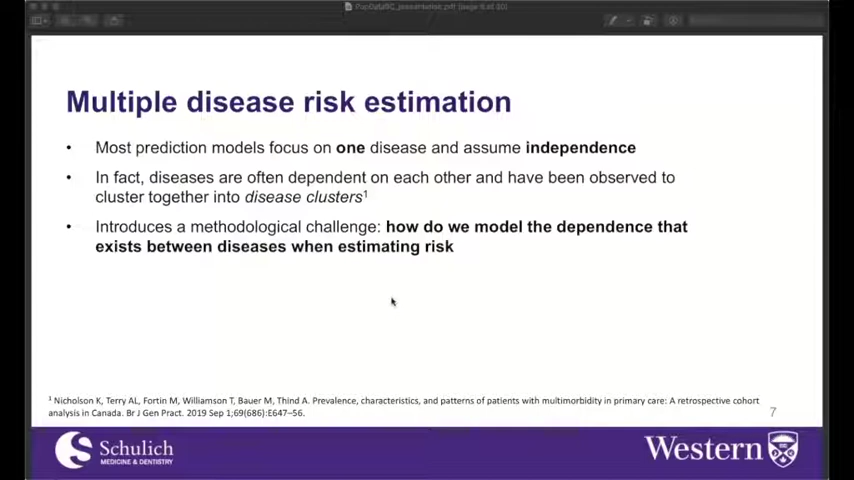 Multiple disease risk estimation
• Most prediction models focus on one disease and assume independence
• In fact, diseases are often dependent on each other and have been observed to
cluster together into disease clusters1
• Introduces a methodological challenge: how do we model the dependence that
exists between diseases when estimating risk
1 Nicholson K, Terry AL, Fortin M, Williamson T, Bauer M, Thind A. Prevalence, characteristics, and patterns of patients with multimorbidity in primary care: A retrospective cohort
analysis in Canada. Br J Gen Pract. 2019 Sep 1;69(686):E647–56.
7
Schulich
MEDICINE & DENTISTRY
Western